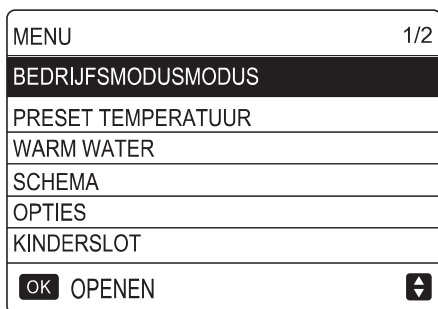 MENU 1/2
BEDRIJFSMODUSMODUS
PRESET TEMPERATUUR
WARM WATER
SCHEMA
OPTIES
KINDERSLOT
OK OPENEN